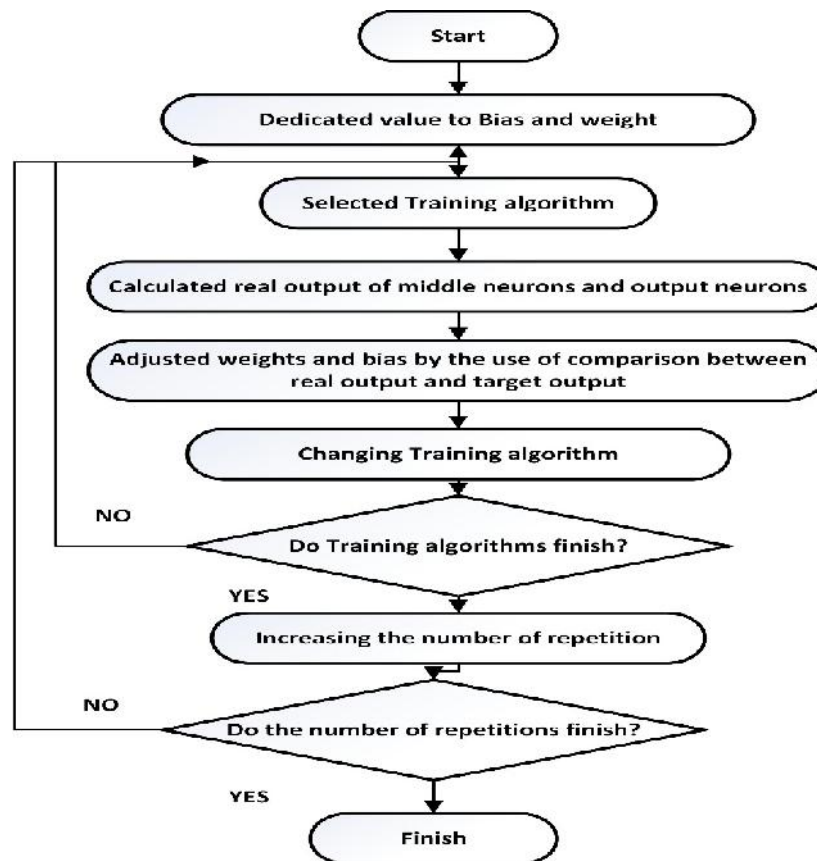 Start
Dedicated value to Bias and weight
Selected Training algorithm
Calculated real output of middle neurons and output neurons
Adjusted weights and bias by the use of comparison between
real output and target output
Changing Training algorithm
NO
Do Training algorithms finish?
YES
Increasing the number of repetition
NO
Do the number of repetitions finish?
YES
Finish